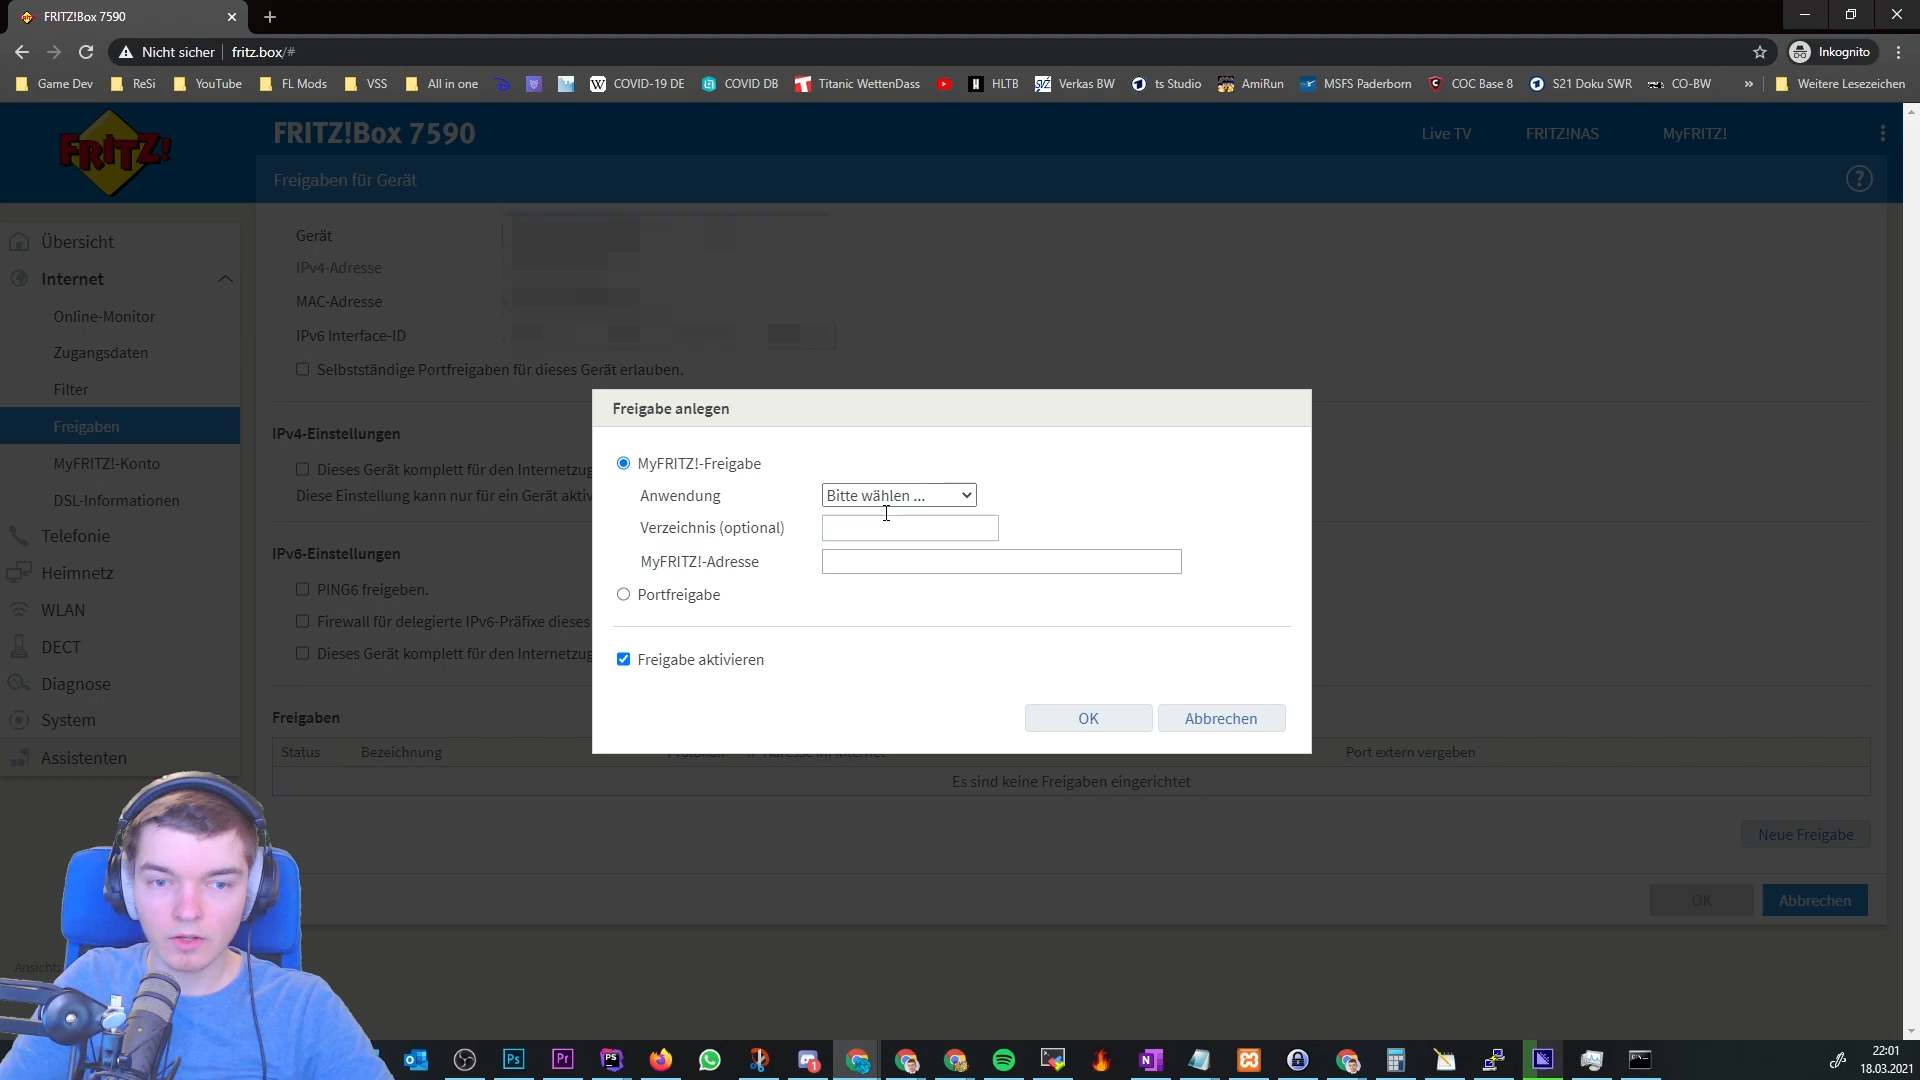 FRITZ!Box 7590
Nicht sicher
fritz.box/#
Inkognito
Game Dev
ReSi
YouTube
FL Mods
VSS
All in one
COVID-19 DE
COVID DB
Titanic WettenDass
HLTB
Verkas BW
ts Studio
AmiRun
MSFS Paderborn
COC Base 8
S21 Doku SWR
CO-BW
»
Weitere Lesezeichen
FRITZ!
FRITZ!Box 7590
Live TV
FRITZ!NAS
MyFRITZ!
Freigaben für Gerät
Übersicht
Internet
Online-Monitor
Zugangsdaten
Filter
Freigaben
MyFRITZ!-Konto
DSL-Informationen
Telefonie
Heimnetz
WLAN
DECT
Diagnose
System
Assistenten
Gerät
IPv4-Adresse
MAC-Adresse
IPv6 Interface-ID
Selbstständige Portfreigaben für dieses Gerät erlauben.
IPv4-Einstellungen
Dieses Gerät komplett für den Internetzug
Diese Einstellung kann nur für ein Gerät aktiv
IPv6-Einstellungen
PING6 freigeben.
Firewall für delegierte IPv6-Präfixe dieses
Dieses Gerät komplett für den Internetzug
Freigabe anlegen
MyFRITZ!-Freigabe
Anwendung
Bitte wählen ...
Verzeichnis (optional)
MyFRITZ!-Adresse
Portfreigabe
Freigabe aktivieren
OK
Abbrechen
Freigaben
Status
Bezeichnung
Port extern vergeben
Es sind keine Freigaben eingerichtet
Neue Freigabe
OK
Abbrechen
22:01
18.03.2021